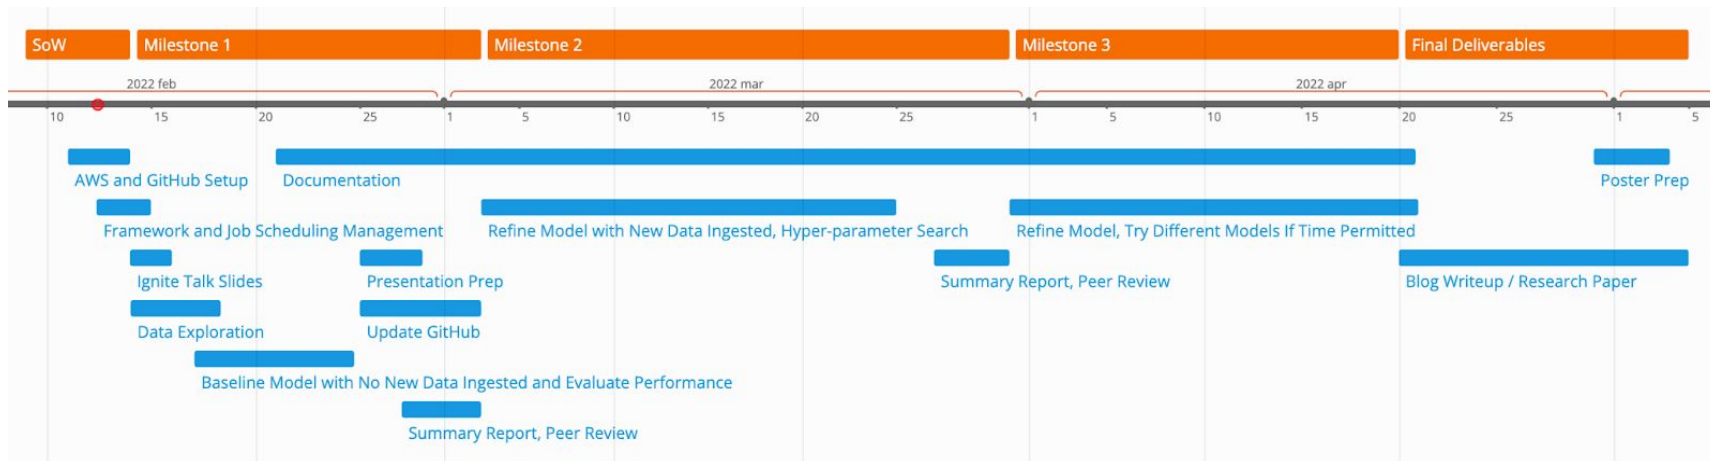 SoW Milestone 1 Milestone 2 Milestone 3 Final Deliverables
2022 feb 2022 mar 2022 apr
10 15 20 25 1 5 10 15 20 25 1 5 10 15 20 25 1 5
AWS and GitHub Setup Documentation Poster Prep
Framework and Job Scheduling Management Refine Model with New Data Ingested, Hyper-parameter Search Refine Model, Try Different Models If Time Permitted
Ignite Talk Slides Presentation Prep Summary Report, Peer Review Blog Writeup / Research Paper
Data Exploration Update GitHub
Baseline Model with No New Data Ingested and Evaluate Performance
Summary Report, Peer Review